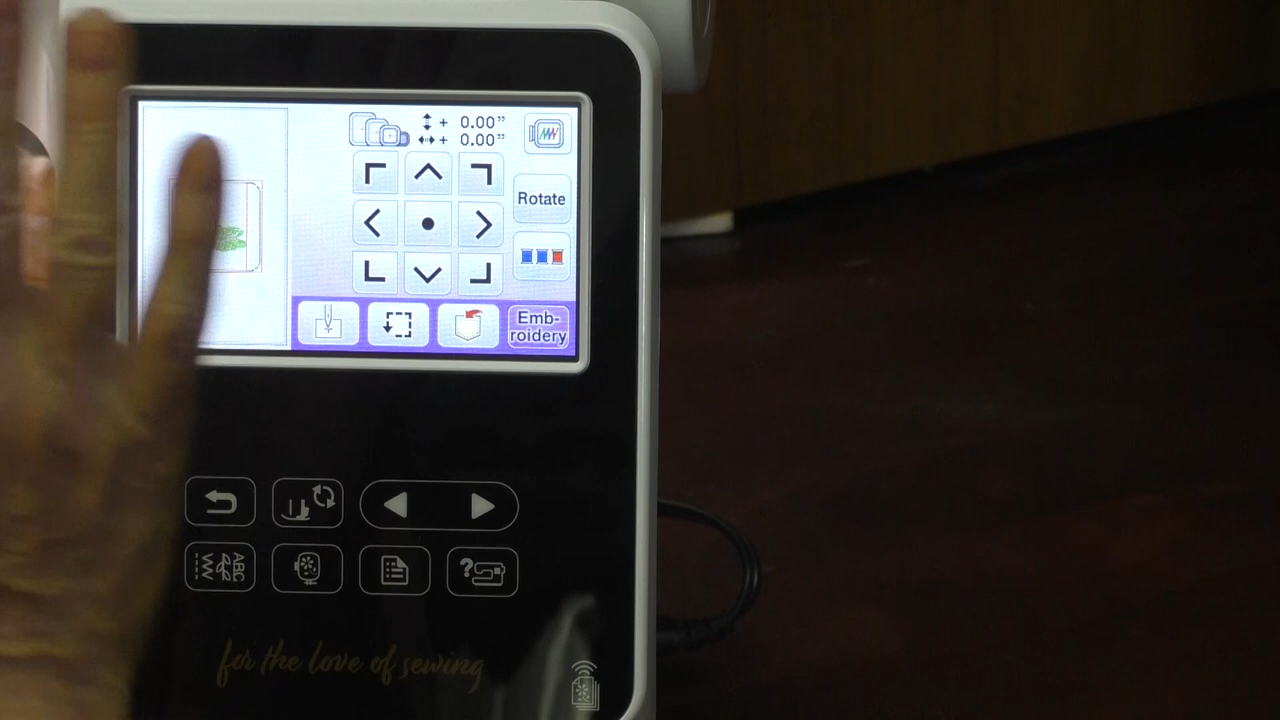 + 0.00"
+ 0.00"
Rotate
Emb-
roidery
ABC
?
for the love of sewing